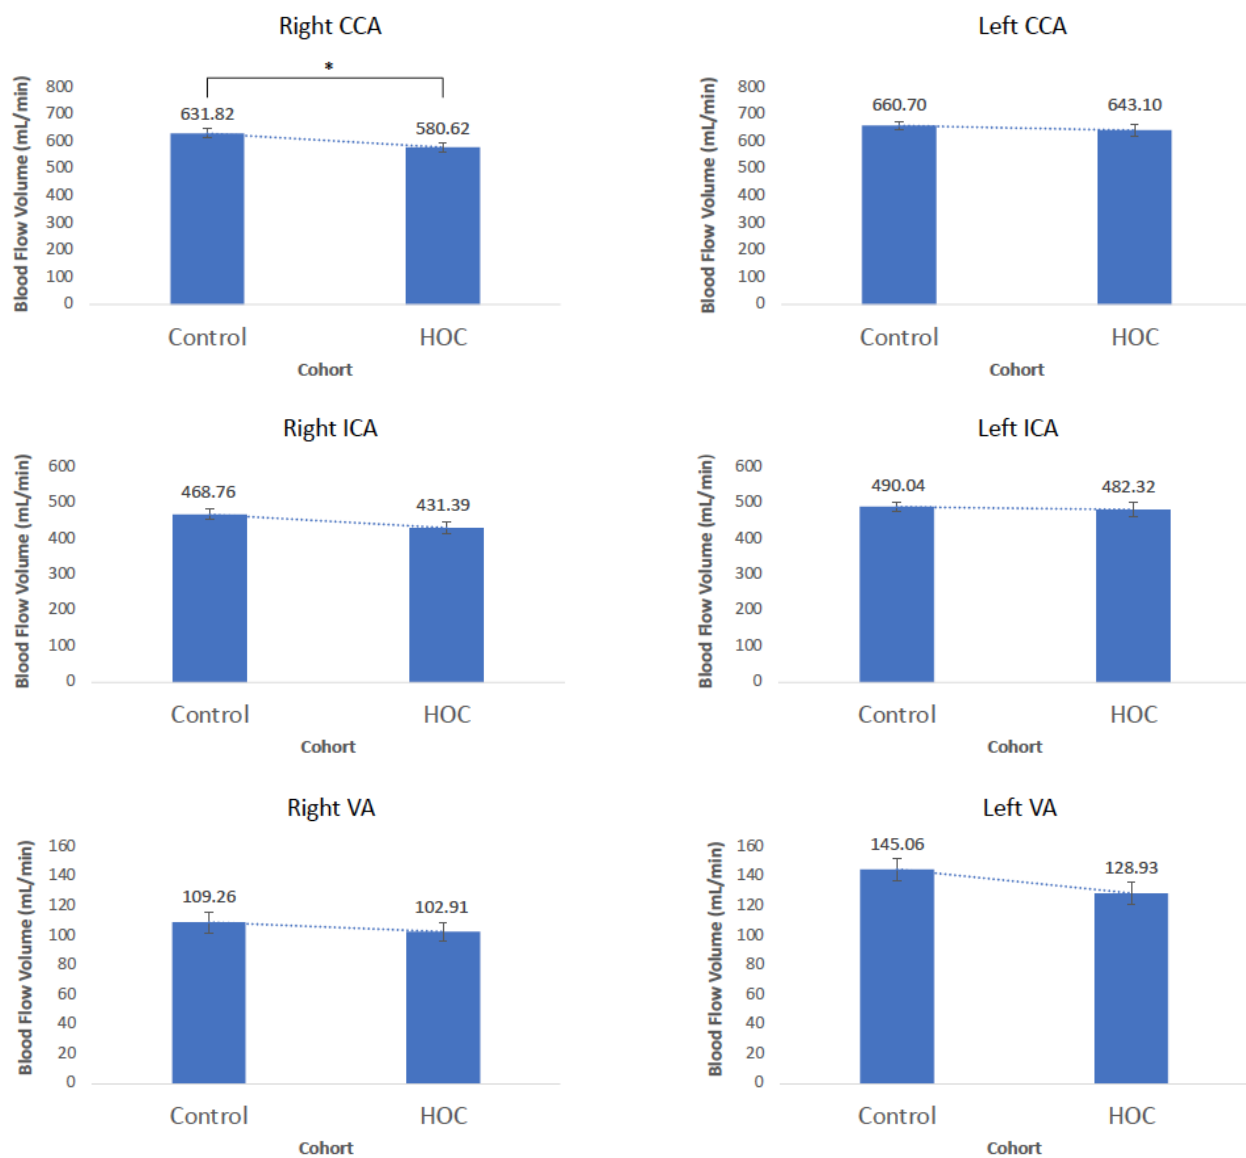 Right CCA
*
Blood Flow Volume (mL/min)
800
700
600
500
400
300
200
100
0
631.82
580.62
Control
HOC
Cohort
Left CCA
Blood Flow Volume (mL/min)
800
700
600
500
400
300
200
100
0
660.70
643.10
Control
HOC
Cohort
Right ICA
Blood Flow Volume (mL/min)
600
500
400
300
200
100
0
468.76
431.39
Control
HOC
Cohort
Left ICA
Blood Flow Volume (mL/min)
600
500
400
300
200
100
0
490.04
482.32
Control
HOC
Cohort
Right VA
Blood Flow Volume (mL/min)
160
140
120
100
80
60
40
20
0
109.26
102.91
Control
HOC
Cohort
Left VA
Blood Flow Volume (mL/min)
160
140
120
100
80
60
40
20
0
145.06
128.93
Control
HOC
Cohort